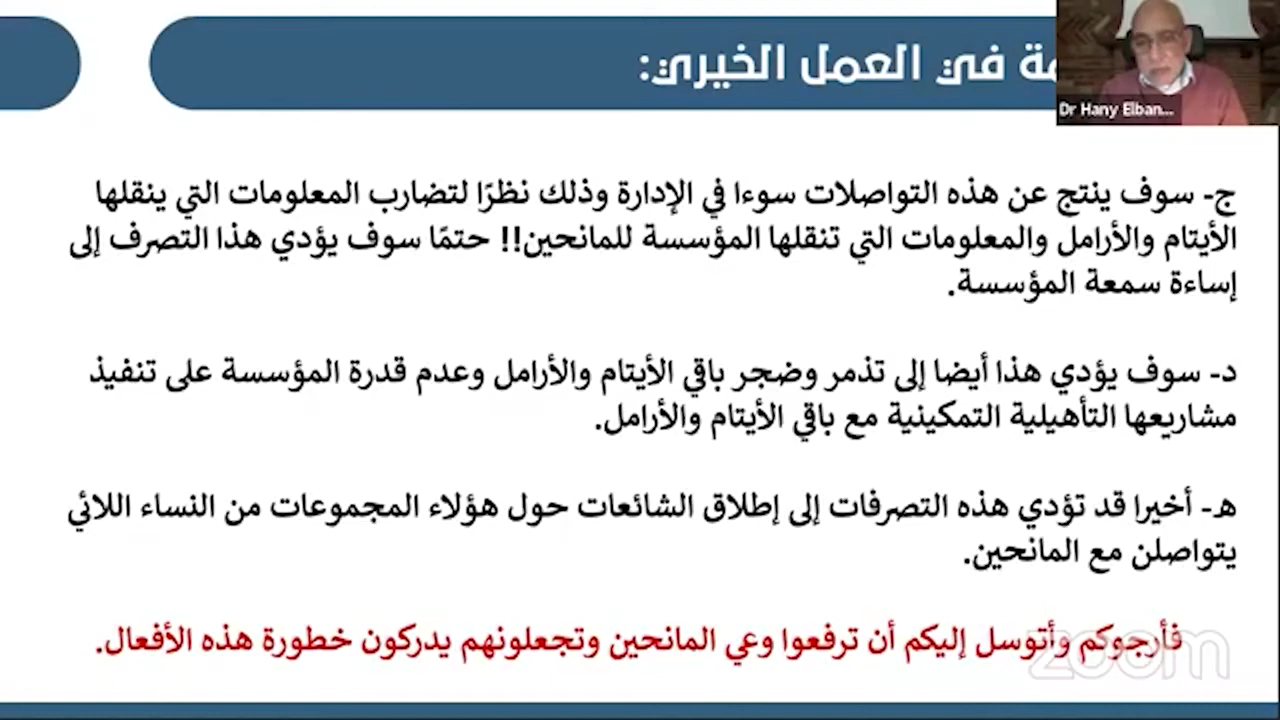 في العمل الخيري:
Dr Hany Elban...
ج- سوف ينتج عن هذه التواصلات سوءا في الإدارة وذلك نظرًا لتضارب المعلومات التي ينقلها
الأيتام والأرامل والمعلومات التي تنقلها المؤسسة للمانحين!! حتمًا سوف يؤدي هذا التصرف إلى
إساءة سمعة المؤسسة.
د- سوف يؤدي هذا أيضا إلى تذمر وضجر باقي الأيتام والأرامل وعدم قدرة المؤسسة على تنفيذ
مشاريعها التأهيلية التمكينية مع باقي الأيتام والأرامل.
هـ- أخيرا قد تؤدي هذه التصرفات إلى إطلاق الشائعات حول هؤلاء المجموعات من النساء اللائي
يتواصلن مع المانحين.
فأرجوكم وأتوسل إليكم أن ترفعوا وعي المانحين وتجعلونهم يدركون خطورة هذه الأفعال.
zoom